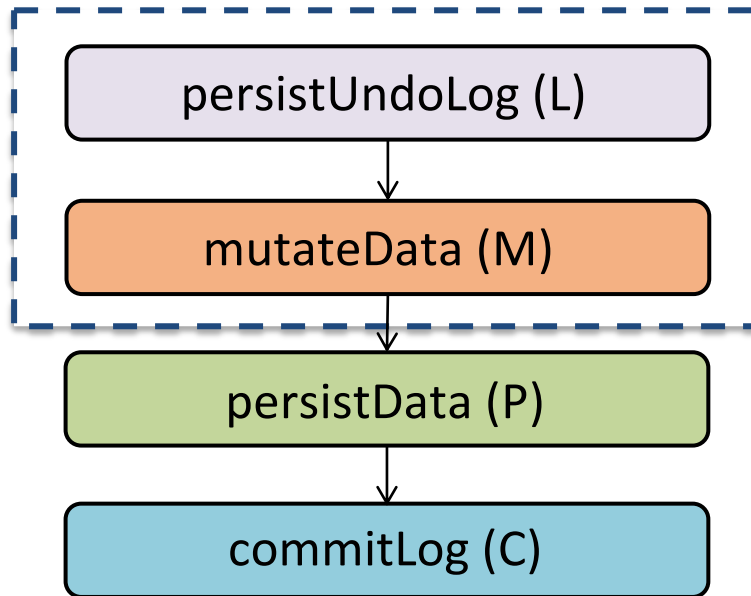 persistUndoLog (L)
mutateData (M)
persistData (P)
commitLog (C)